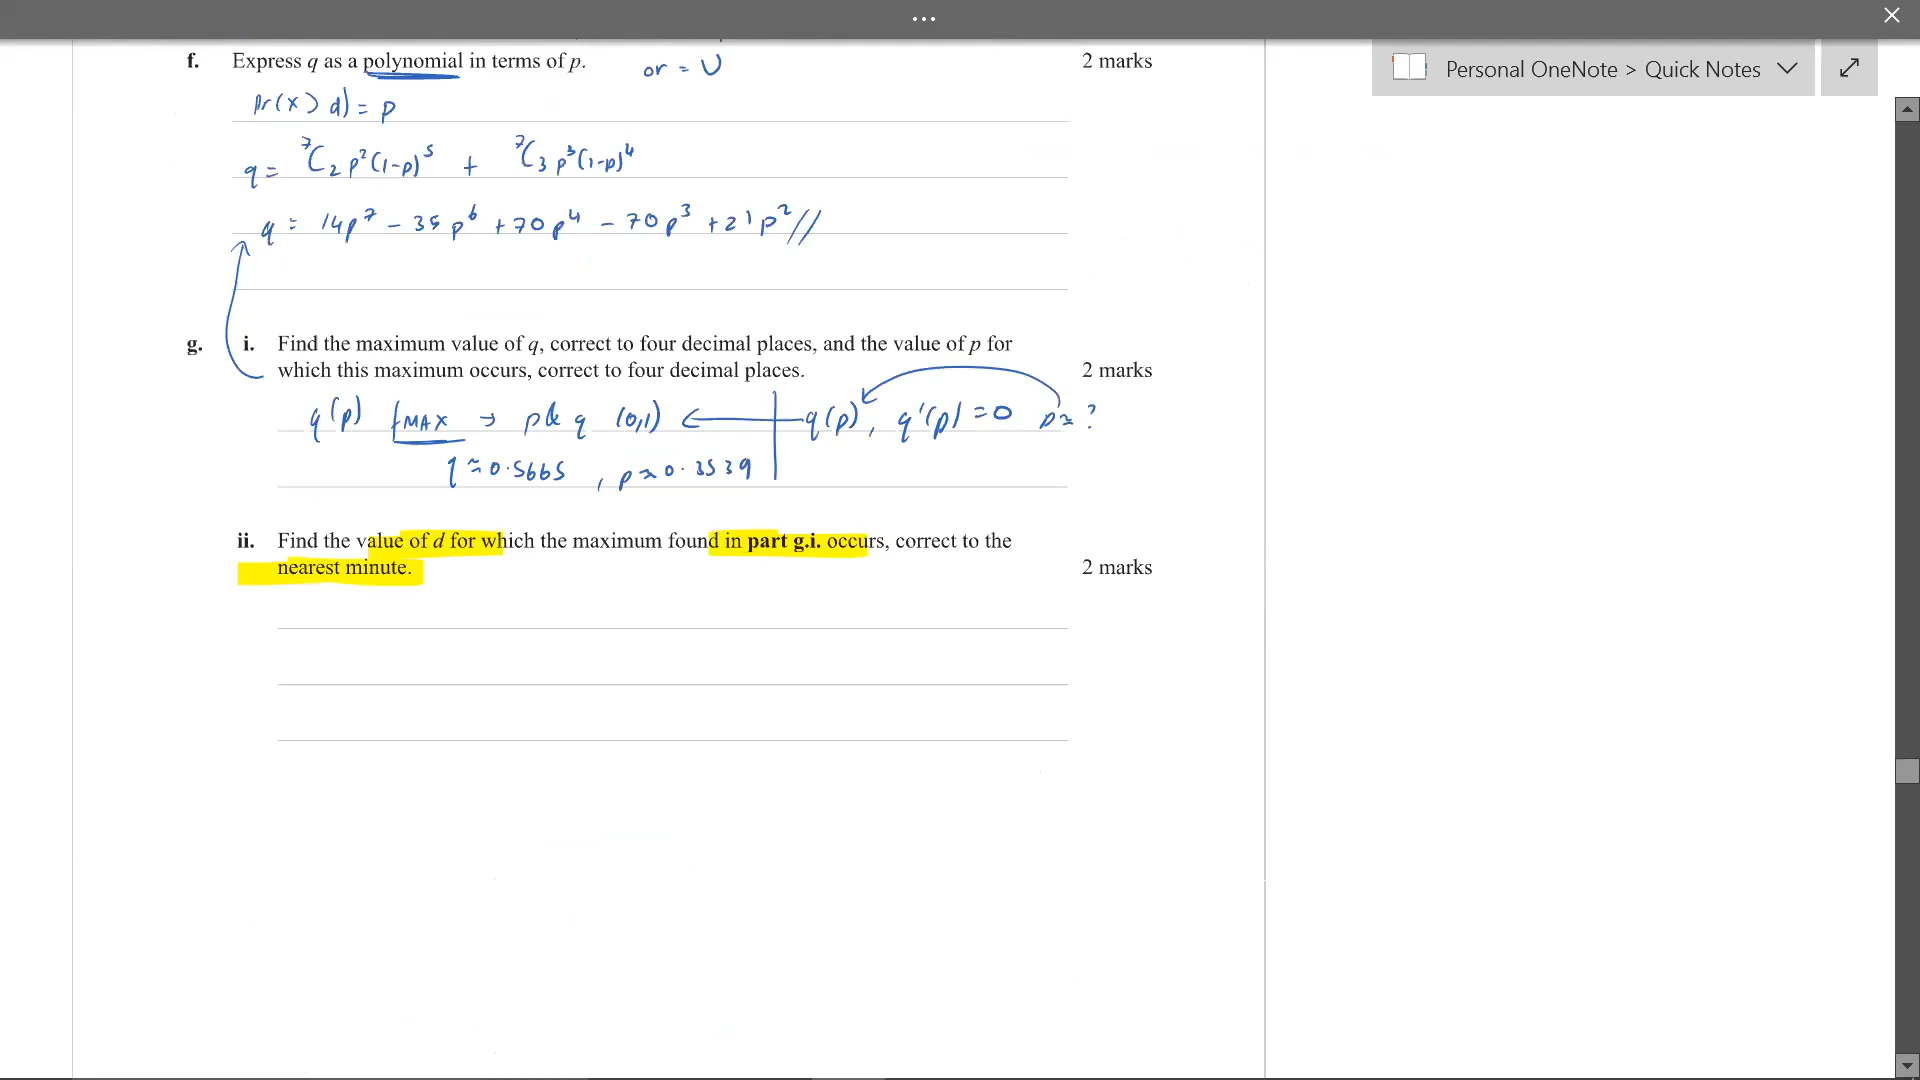 Personal OneNote > Quick Notes
f. Express q as a polynomial in terms of p. or = ∪ 2 marks
Pr(X > d) = p
q = ⁷C₂ p²(1-p)⁵ + ⁷C₃ p³(1-p)⁴
q = 14p⁷ - 35p⁶ + 70p⁴ - 70p³ + 21p² //
g. i. Find the maximum value of q, correct to four decimal places, and the value of p for
which this maximum occurs, correct to four decimal places. 2 marks
q(p) fMAX → p & q (0,1) ← q(p), q'(p) = 0 p ≈ ?
q ≈ 0.5665, p ≈ 0.3539
ii. Find the value of d for which the maximum found in part g.i. occurs, correct to the
nearest minute. 2 marks